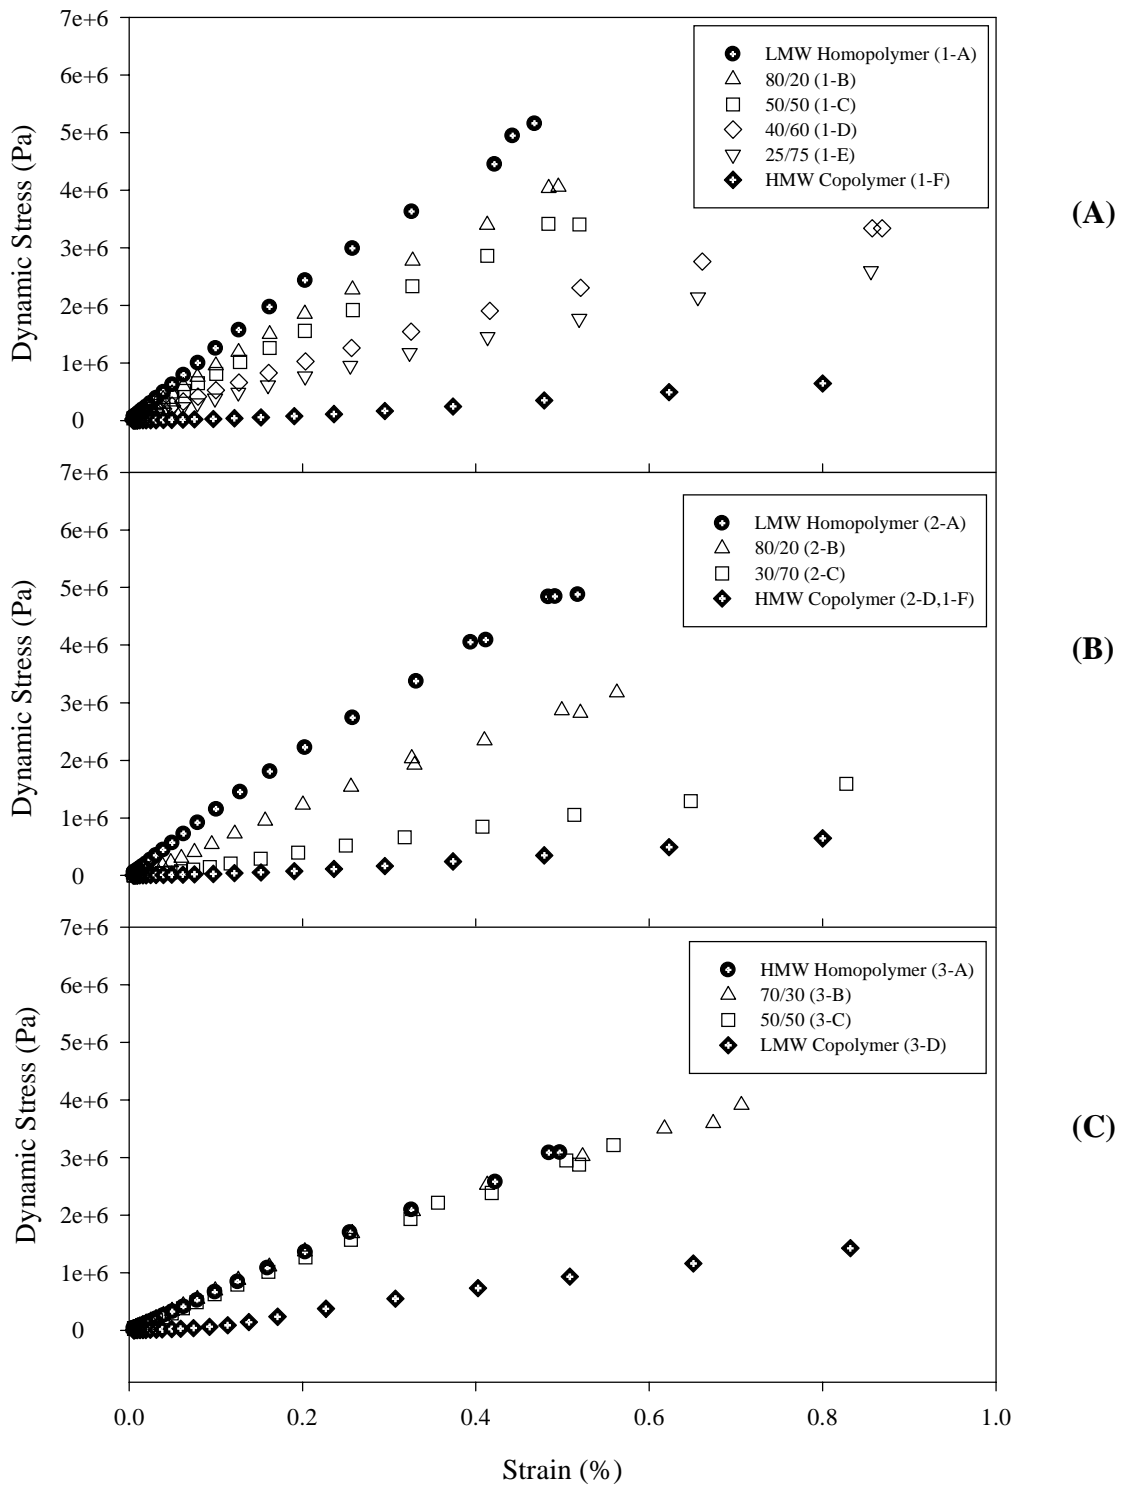 7e+6
6e+6
5e+6
4e+6
3e+6
2e+6
1e+6
0
Dynamic Stress (Pa)
LMW Homopolymer (1-A)
80/20 (1-B)
50/50 (1-C)
40/60 (1-D)
25/75 (1-E)
HMW Copolymer (1-F)
(A)
7e+6
6e+6
5e+6
4e+6
3e+6
2e+6
1e+6
0
Dynamic Stress (Pa)
LMW Homopolymer (2-A)
80/20 (2-B)
30/70 (2-C)
HMW Copolymer (2-D,1-F)
(B)
7e+6
6e+6
5e+6
4e+6
3e+6
2e+6
1e+6
0
Dynamic Stress (Pa)
HMW Homopolymer (3-A)
70/30 (3-B)
50/50 (3-C)
LMW Copolymer (3-D)
(C)
0.0 0.2 0.4 0.6 0.8 1.0
Strain (%)